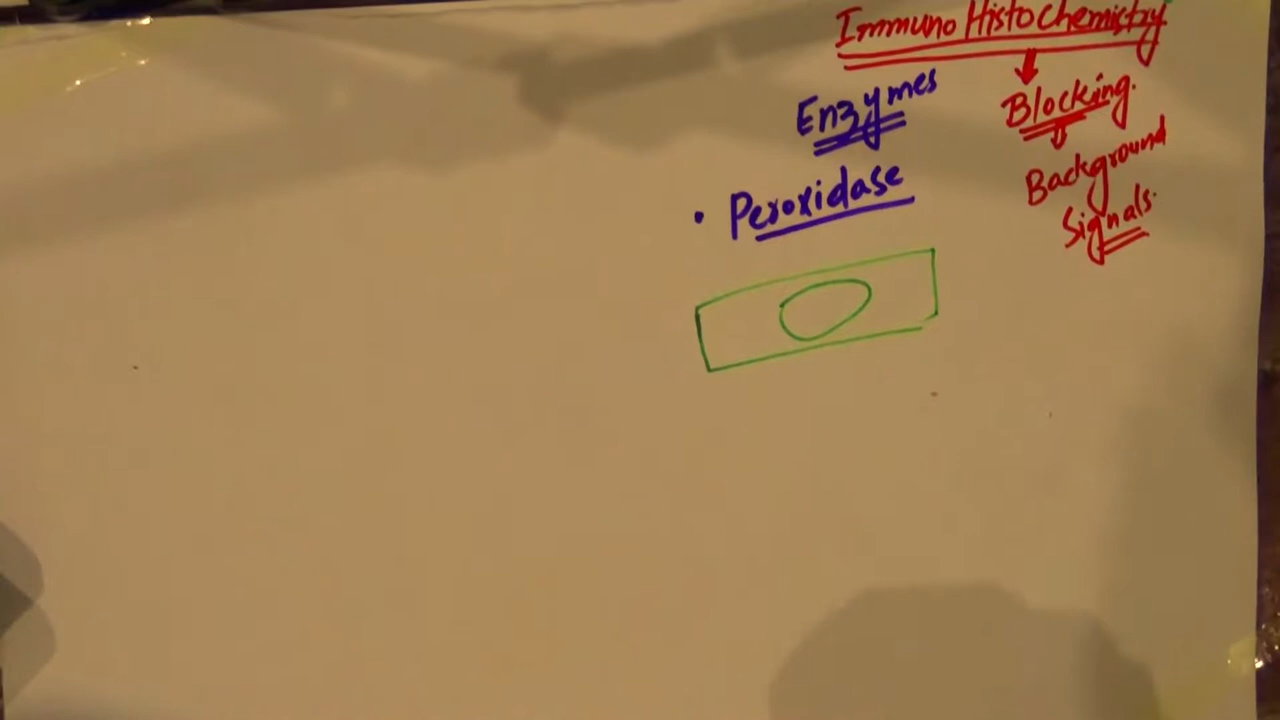 Immuno Histochemistry
Blocking.
Background
Signals.
Enzymes
• Peroxidase